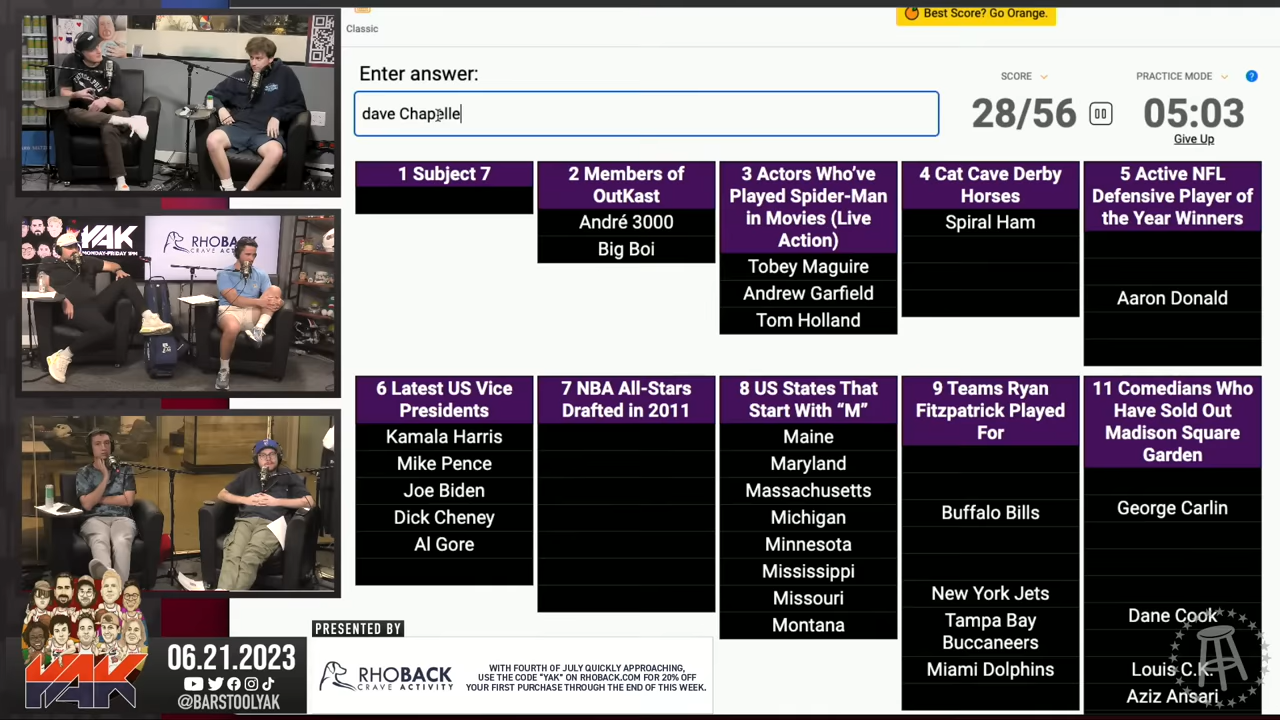 Classic
Best Score? Go Orange.
Enter answer:
dave Chapelle
SCORE
28/56
PRACTICE MODE
?
05:03
Give Up
1 Subject 7
2 Members of
OutKast
André 3000
Big Boi
3 Actors Who've
Played Spider-Man
in Movies (Live
Action)
Tobey Maguire
Andrew Garfield
Tom Holland
4 Cat Cave Derby
Horses
Spiral Ham
5 Active NFL
Defensive Player of
the Year Winners
Aaron Donald
6 Latest US Vice
Presidents
Kamala Harris
Mike Pence
Joe Biden
Dick Cheney
Al Gore
7 NBA All-Stars
Drafted in 2011
8 US States That
Start With “M”
Maine
Maryland
Massachusetts
Michigan
Minnesota
Mississippi
Missouri
Montana
9 Teams Ryan
Fitzpatrick Played
For
Buffalo Bills
New York Jets
Tampa Bay
Buccaneers
Miami Dolphins
11 Comedians Who
Have Sold Out
Madison Square
Garden
George Carlin
Dane Cook
Louis C.K.
Aziz Ansari
YAK
MONDAY-FRIDAY 1PM
RHOBACK
CRAVE ACTIVITY
YAK
06.21.2023
@BARSTOOLYAK
PRESENTED BY
RHOBACK
CRAVE ACTIVITY
WITH FOURTH OF JULY QUICKLY APPROACHING,
USE THE CODE "YAK" ON RHOBACK.COM FOR 20% OFF
YOUR FIRST PURCHASE THROUGH THE END OF THIS WEEK.